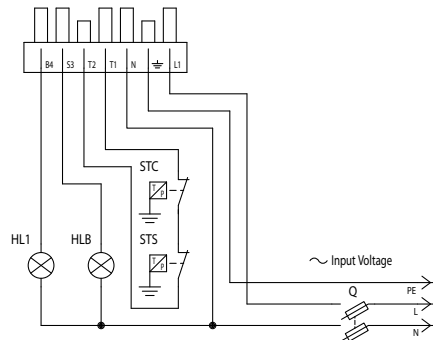 B4 S3 T2 T1 N L1
STC
T P
HL1 HLB STS
T P
~ Input Voltage
PE
Q
L
N